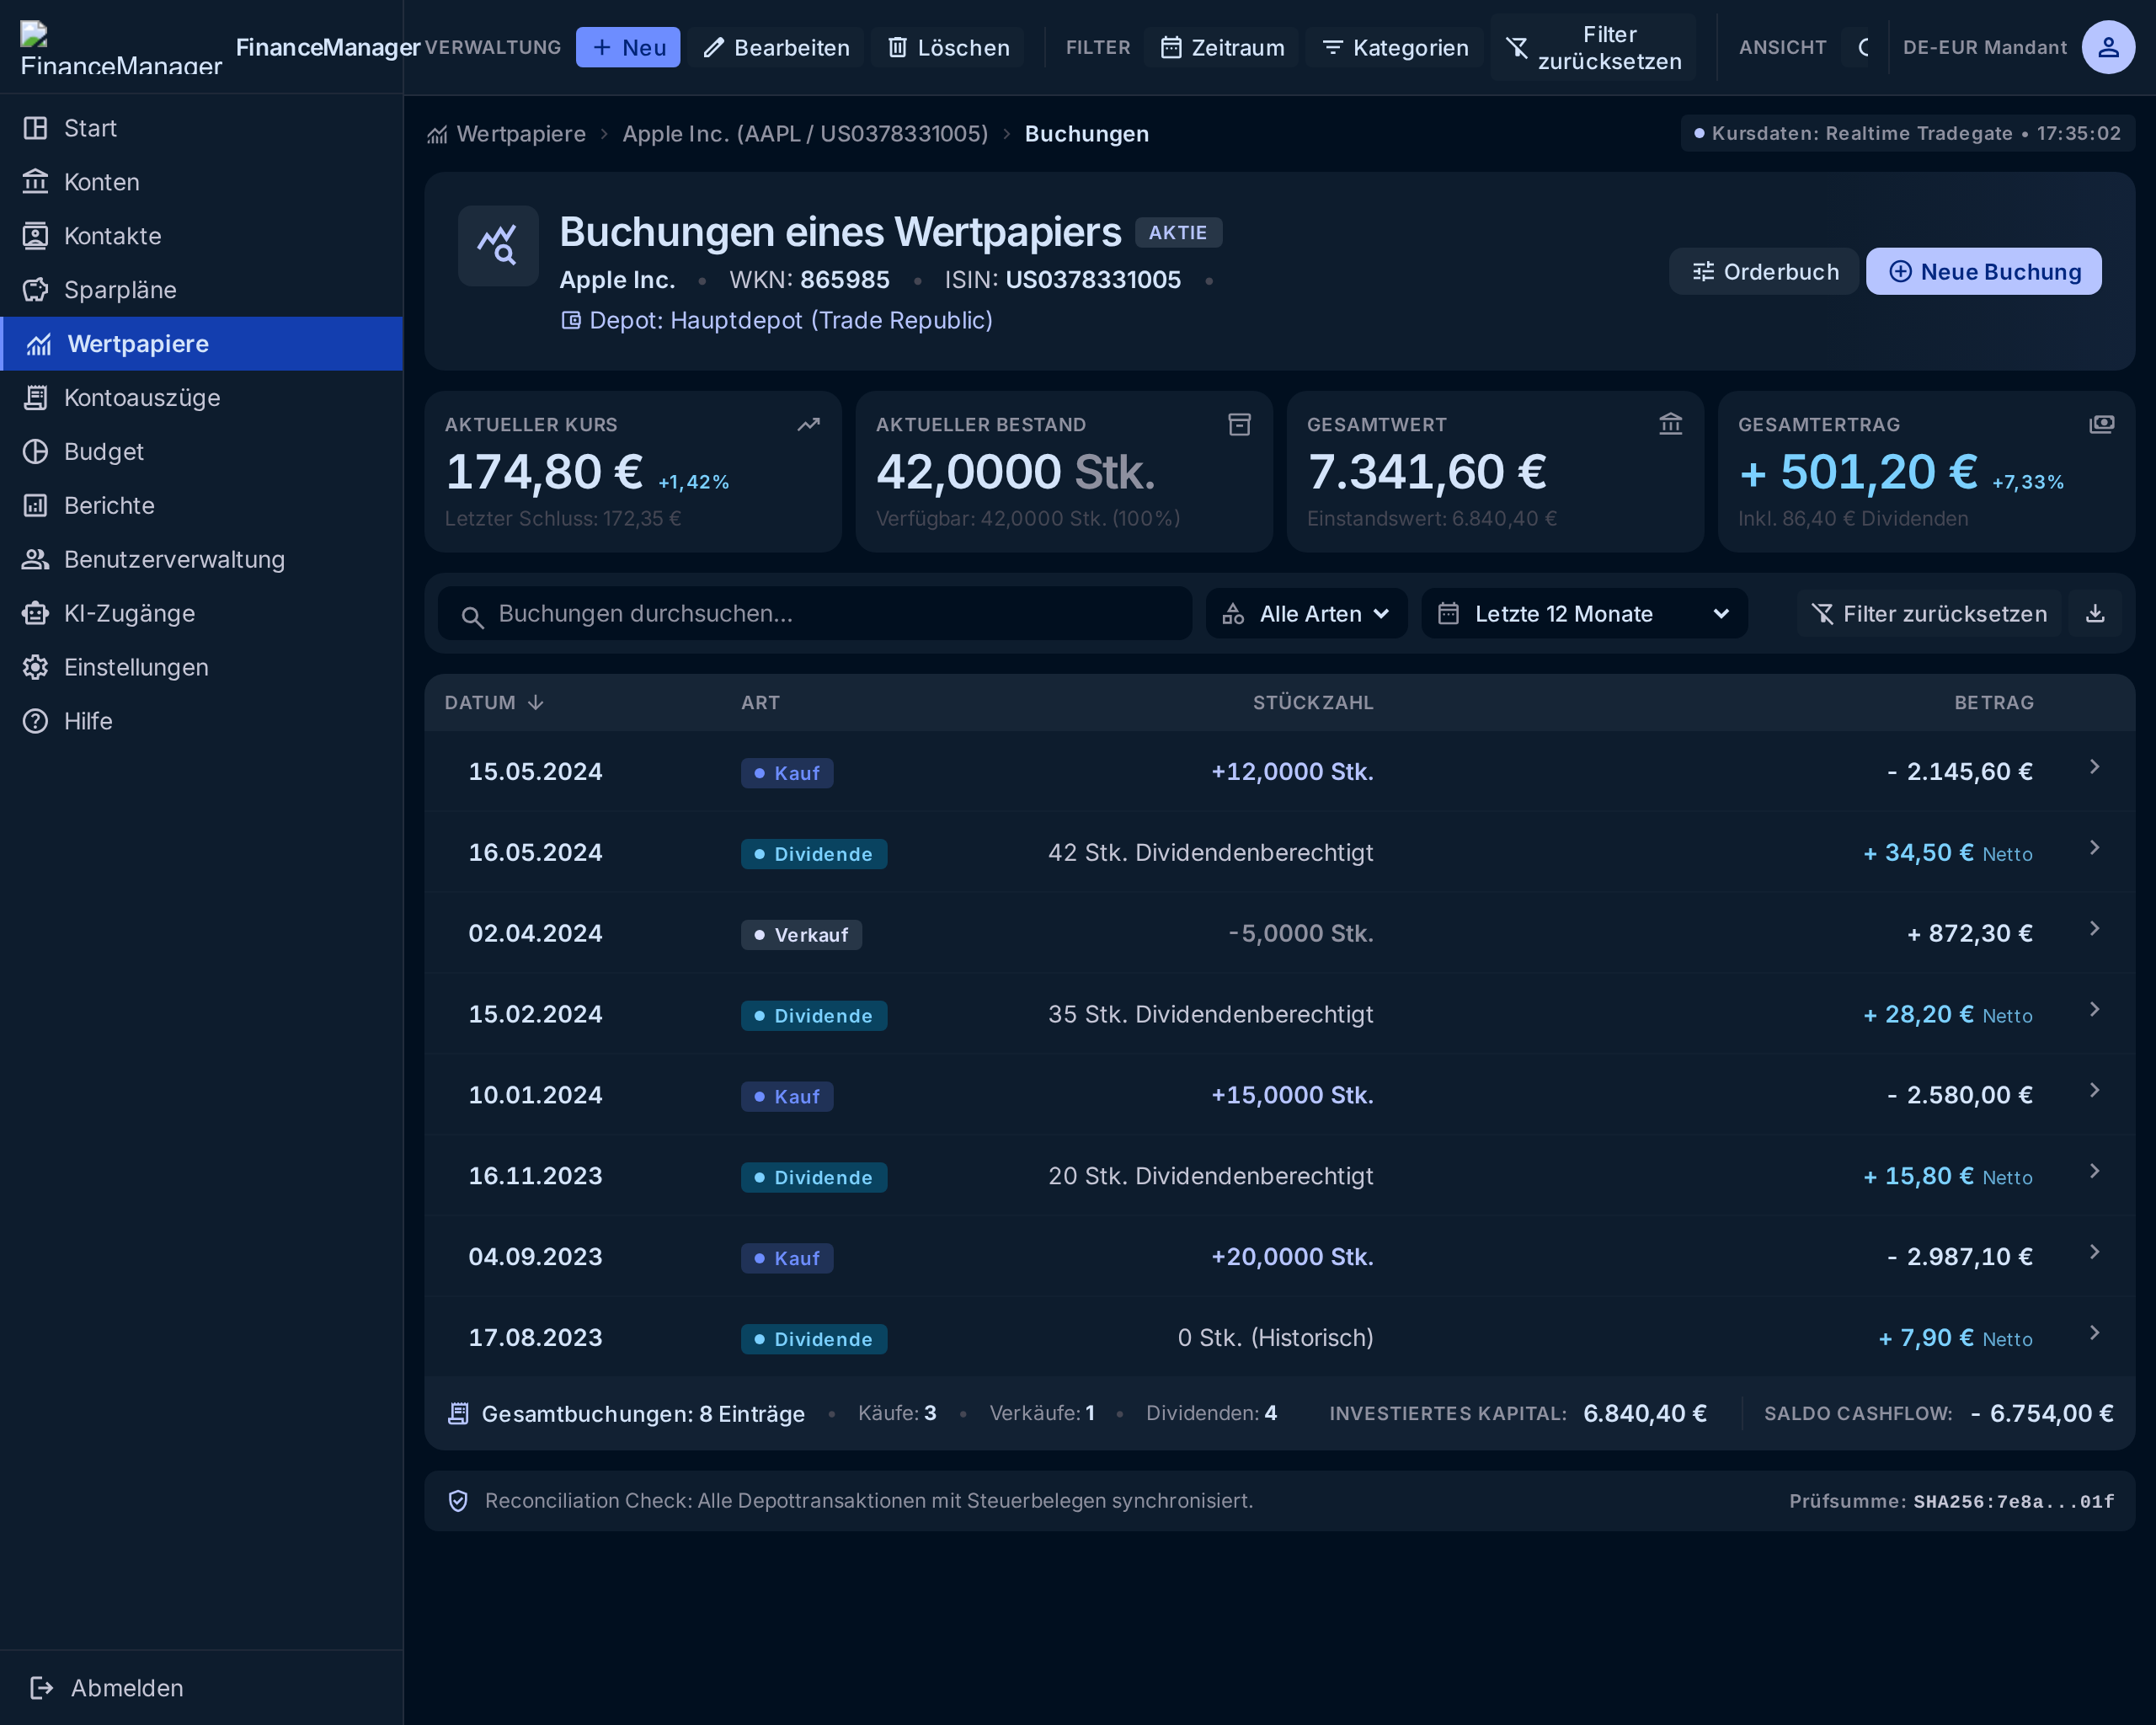 FinanceManager
FinanceManager
VERWALTUNG
Neu
Bearbeiten
Löschen
FILTER
Zeitraum
Kategorien
Filter
zurücksetzen
ANSICHT
DE-EUR Mandant
Start
Konten
Kontakte
Sparpläne
Wertpapiere
Kontoauszüge
Budget
Berichte
Benutzerverwaltung
KI-Zugänge
Einstellungen
Hilfe
Abmelden
Wertpapiere › Apple Inc. (AAPL / US0378331005) › Buchungen
Kursdaten: Realtime Tradegate • 17:35:02
Buchungen eines Wertpapiers AKTIE
Apple Inc. • WKN: 865985 • ISIN: US0378331005 •
Depot: Hauptdepot (Trade Republic)
Orderbuch
Neue Buchung
AKTUELLER KURS
174,80 € +1,42%
Letzter Schluss: 172,35 €
AKTUELLER BESTAND
42,0000 Stk.
Verfügbar: 42,0000 Stk. (100%)
GESAMTWERT
7.341,60 €
Einstandswert: 6.840,40 €
GESAMTERTRAG
+ 501,20 € +7,33%
Inkl. 86,40 € Dividenden
Buchungen durchsuchen...
Alle Arten
Letzte 12 Monate
Filter zurücksetzen
DATUM ART STÜCKZAHL BETRAG
15.05.2024 Kauf +12,0000 Stk. - 2.145,60 €
16.05.2024 Dividende 42 Stk. Dividendenberechtigt + 34,50 € Netto
02.04.2024 Verkauf -5,0000 Stk. + 872,30 €
15.02.2024 Dividende 35 Stk. Dividendenberechtigt + 28,20 € Netto
10.01.2024 Kauf +15,0000 Stk. - 2.580,00 €
16.11.2023 Dividende 20 Stk. Dividendenberechtigt + 15,80 € Netto
04.09.2023 Kauf +20,0000 Stk. - 2.987,10 €
17.08.2023 Dividende 0 Stk. (Historisch) + 7,90 € Netto
Gesamtbuchungen: 8 Einträge • Käufe: 3 • Verkäufe: 1 • Dividenden: 4 INVESTIERTES KAPITAL: 6.840,40 € SALDO CASHFLOW: - 6.754,00 €
Reconciliation Check: Alle Depottransaktionen mit Steuerbelegen synchronisiert. Prüfsumme: SHA256:7e8a...01f